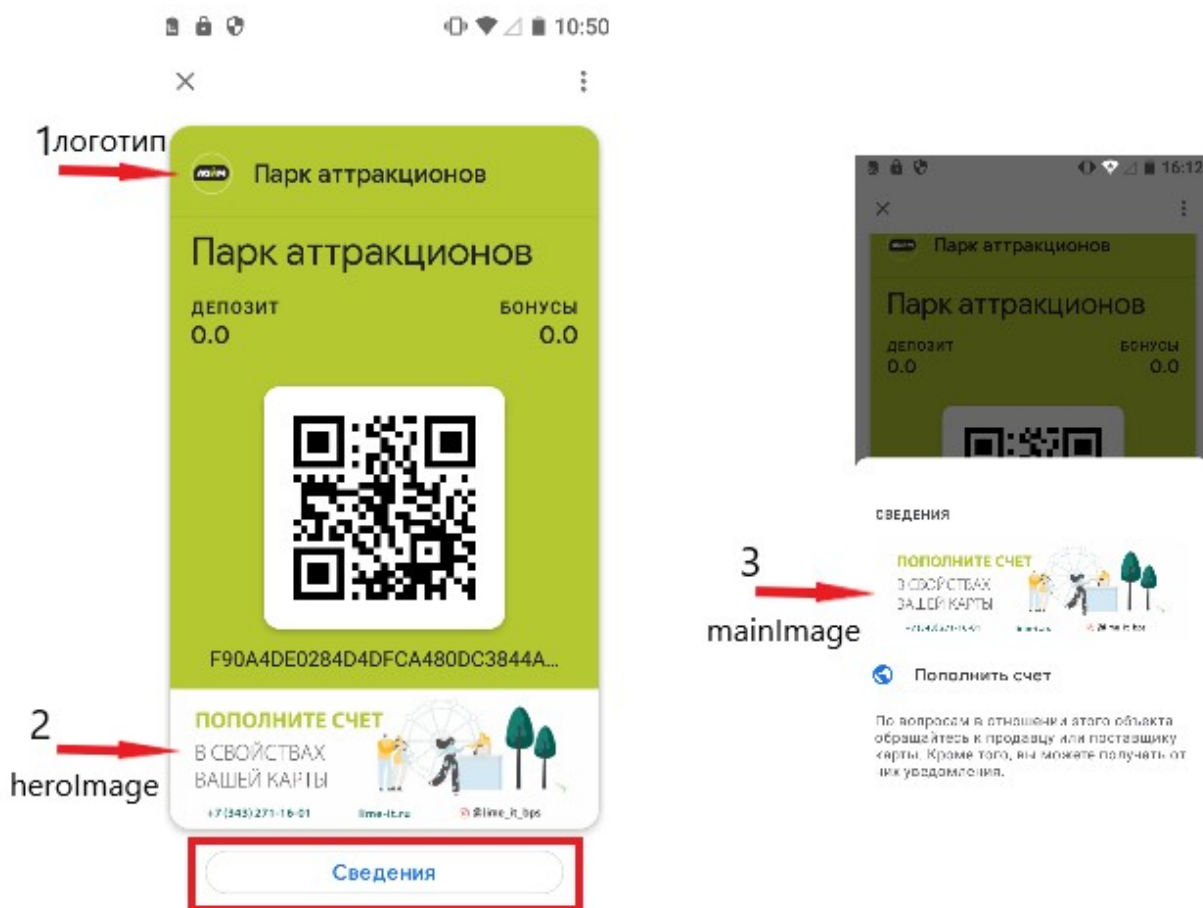 10:50
1 логотип
ЛАЙМ Парк аттракционов
Парк аттракционов
ДЕПОЗИТ БОНУСЫ
0.0 0.0
F90A4DE0284D4DFCA480DC3844A...
2
heroImage
ПОПОЛНИТЕ СЧЕТ
В СВОЙСТВАХ
ВАШЕЙ КАРТЫ
+7 (343) 271-16-01 lime-it.ru @lime_it_bps
Сведения
16:12
Парк аттракционов
Парк аттракционов
ДЕПОЗИТ БОНУСЫ
0.0 0.0
СВЕДЕНИЯ
3
mainImage
ПОПОЛНИТЕ СЧЕТ
В СВОЙСТВАХ
ВАШЕЙ КАРТЫ
Пополнить счет
По вопросам в отношении этого объекта
обращайтесь к продавцу или поставщику
карты. Кроме того, вы можете получать от
них уведомления.